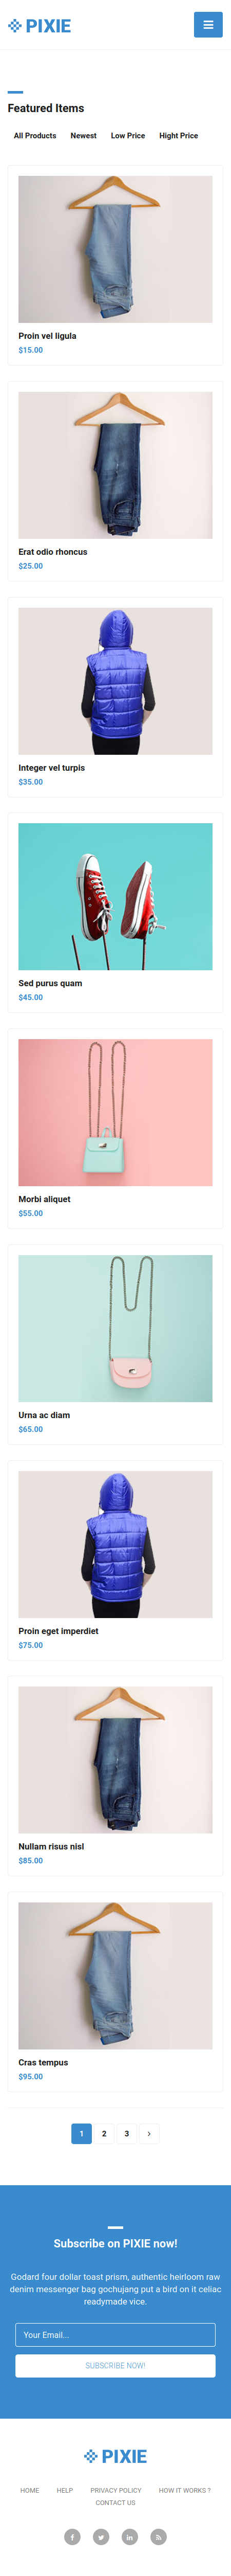 PIXIE
Featured Items
All Products Newest Low Price Hight Price
Proin vel ligula
$15.00
Erat odio rhoncus
$25.00
Integer vel turpis
$35.00
Sed purus quam
$45.00
Morbi aliquet
$55.00
Urna ac diam
$65.00
Proin eget imperdiet
$75.00
Nullam risus nisl
$85.00
Cras tempus
$95.00
1 2 3
Subscribe on PIXIE now!
Godard four dollar toast prism, authentic heirloom raw
denim messenger bag gochujang put a bird on it celiac
readymade vice.
Your Email...
SUBSCRIBE NOW!
PIXIE
HOME HELP PRIVACY POLICY HOW IT WORKS ?
CONTACT US